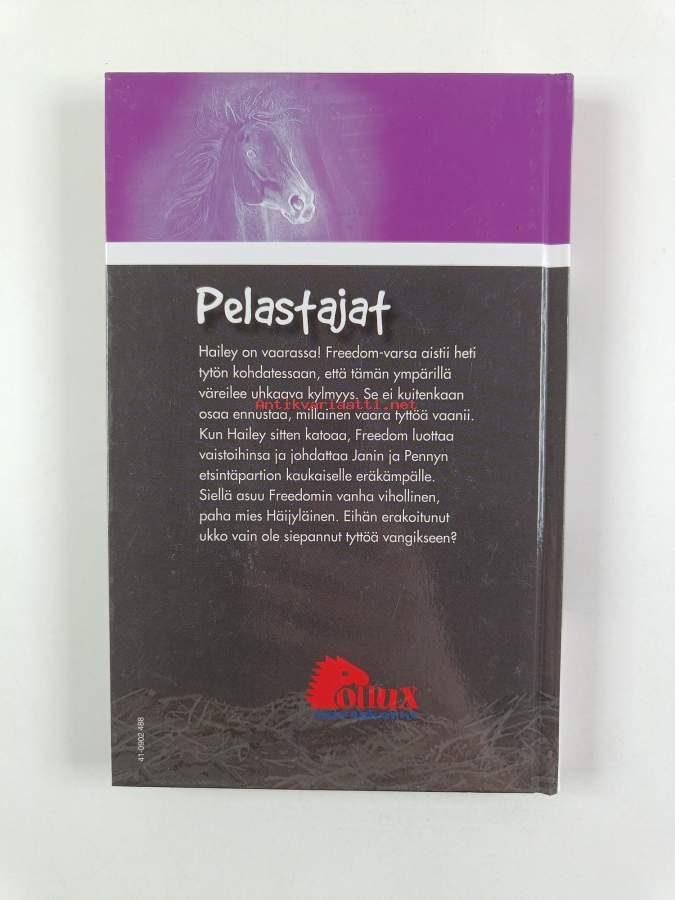 Pelastajat
Hailey on vaarassa! Freedom-varsa aistii heti
tytön kohdatessaan, että tämän ympärillä
väreilee uhkaava kylmyys. Se ei kuitenkaan
Antikvariaatti.net
osaa ennustaa, millainen vaara tyttöä vaanii.
Kun Hailey sitten katoaa, Freedom luottaa
vaistoihinsa ja johdattaa Janin ja Pennyn
etsintäpartion kaukaiselle eräkämpälle.
Siellä asuu Freedomin vanha vihollinen,
paha mies Häijyläinen. Eihän erakoitunut
ukko vain ole siepannut tyttöä vangikseen?
Pollux
41-0902-488